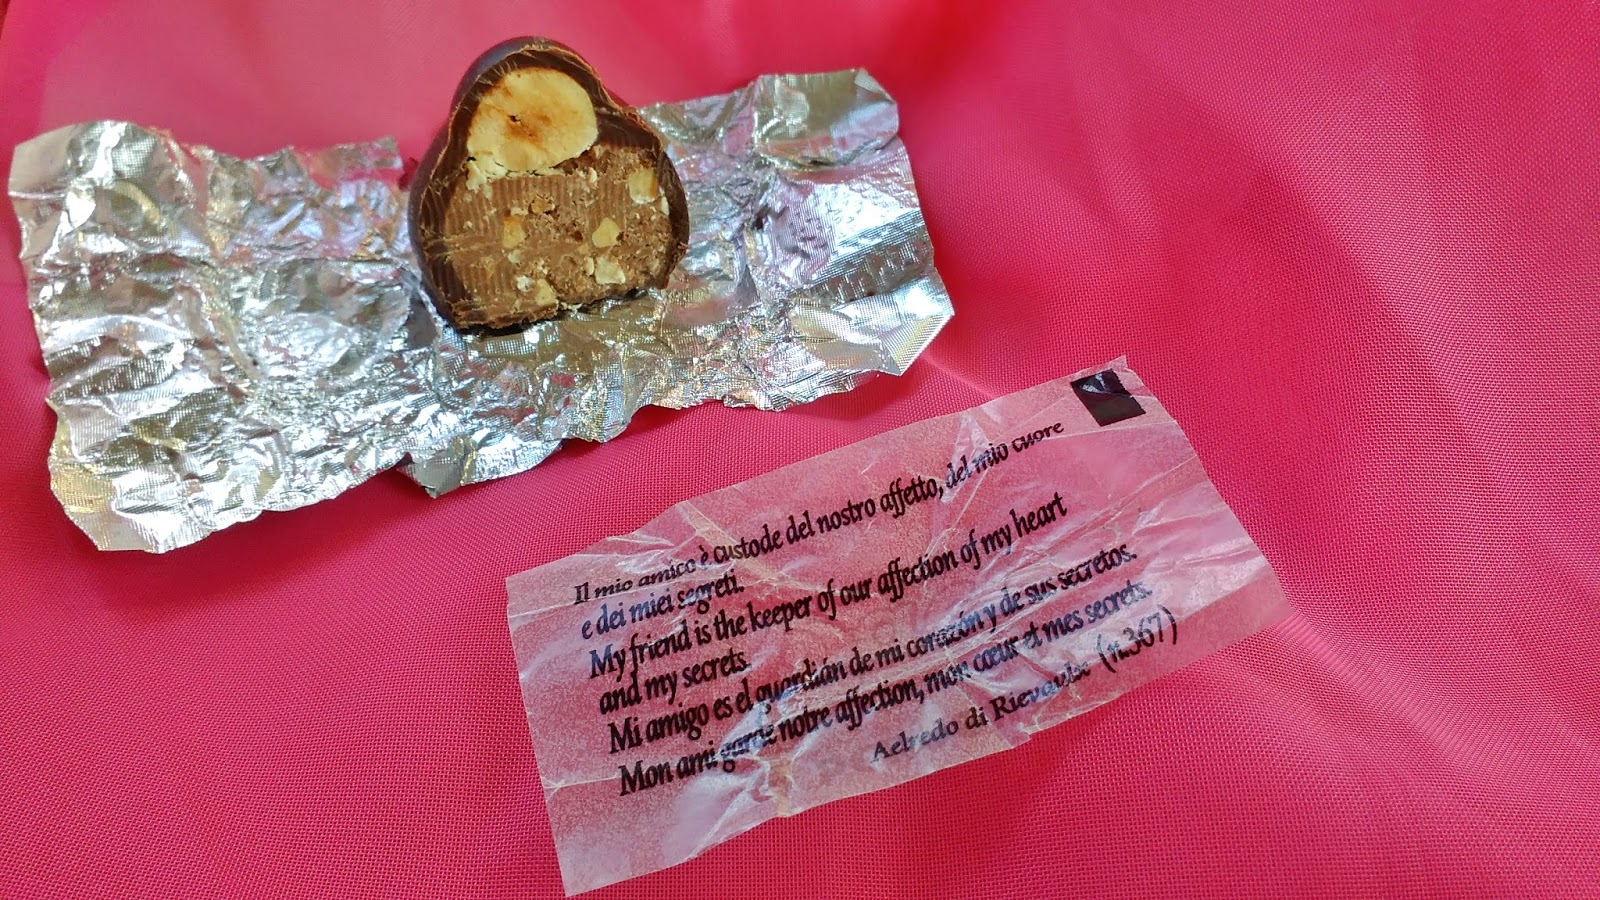 Il mio amico è custode del nostro affetto, del mio cuore
e dei miei segreti.
My friend is the keeper of our affection of my heart
and my secrets.
Mi amigo es el guardián de mi corazón y de sus secretos.
Mon ami garde notre affection, mon cœur et mes secrets.
Aelredo di Rievaulx (n.367)